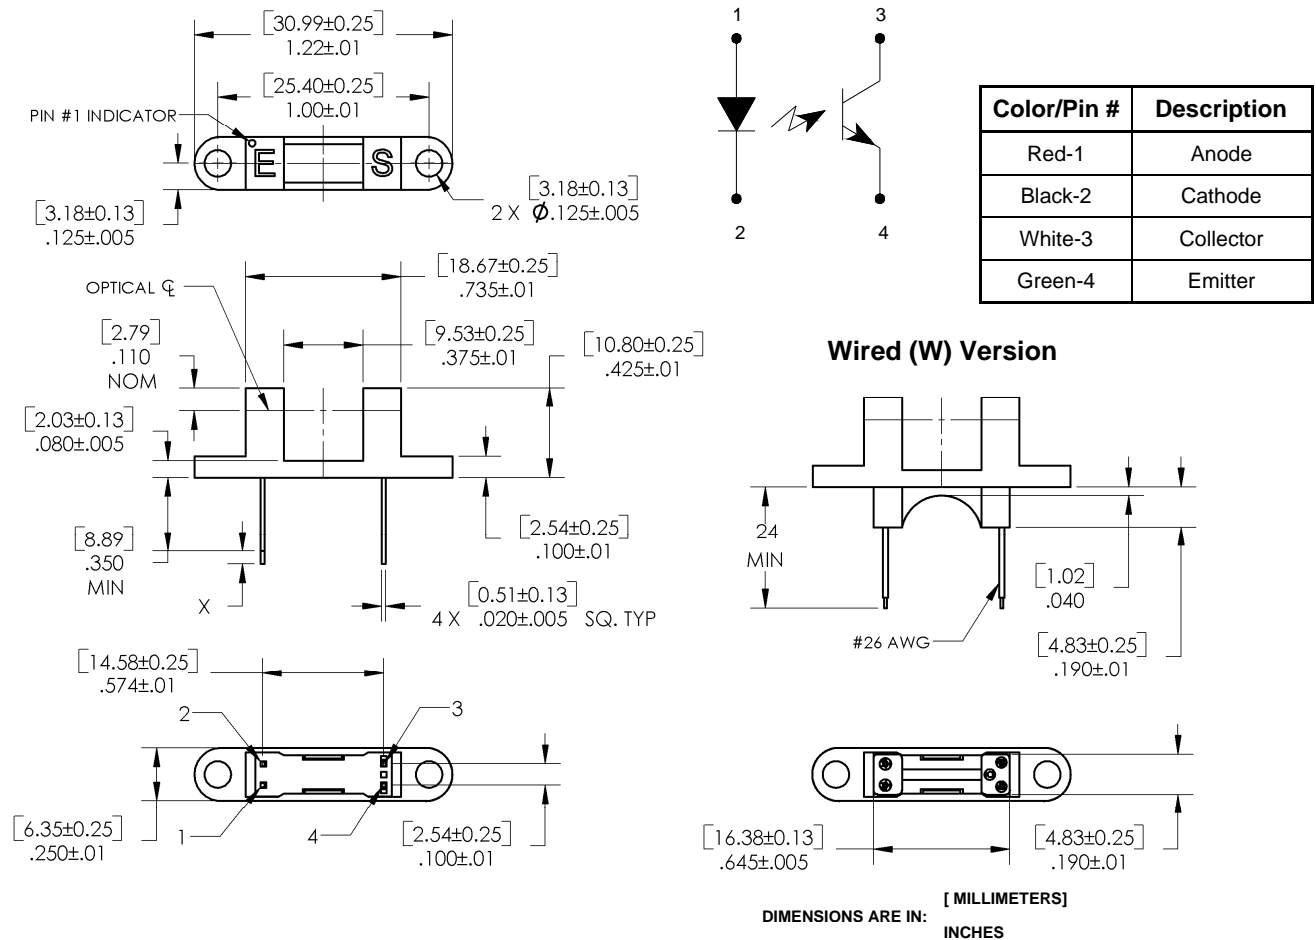 [30.99±0.25]
1.22±.01
[25.40±0.25]
1.00±.01
PIN #1 INDICATOR
E S
[3.18±0.13]
.125±.005
[3.18±0.13]
2 X Ø.125±.005
1 3
2 4
Color/Pin # Description
Red-1 Anode
Black-2 Cathode
White-3 Collector
Green-4 Emitter
[18.67±0.25]
.735±.01
OPTICAL ℄
[2.79]
.110
NOM
[9.53±0.25]
.375±.01
[10.80±0.25]
.425±.01
[2.03±0.13]
.080±.005
[8.89]
.350
MIN
X
[2.54±0.25]
.100±.01
[0.51±0.13]
4 X .020±.005 SQ. TYP
Wired (W) Version
24
MIN
#26 AWG
[1.02]
.040
[4.83±0.25]
.190±.01
[14.58±0.25]
.574±.01
2 3
1 4
[6.35±0.25]
.250±.01
[2.54±0.25]
.100±.01
[16.38±0.13]
.645±.005
[4.83±0.25]
.190±.01
DIMENSIONS ARE IN:
[ MILLIMETERS]
INCHES